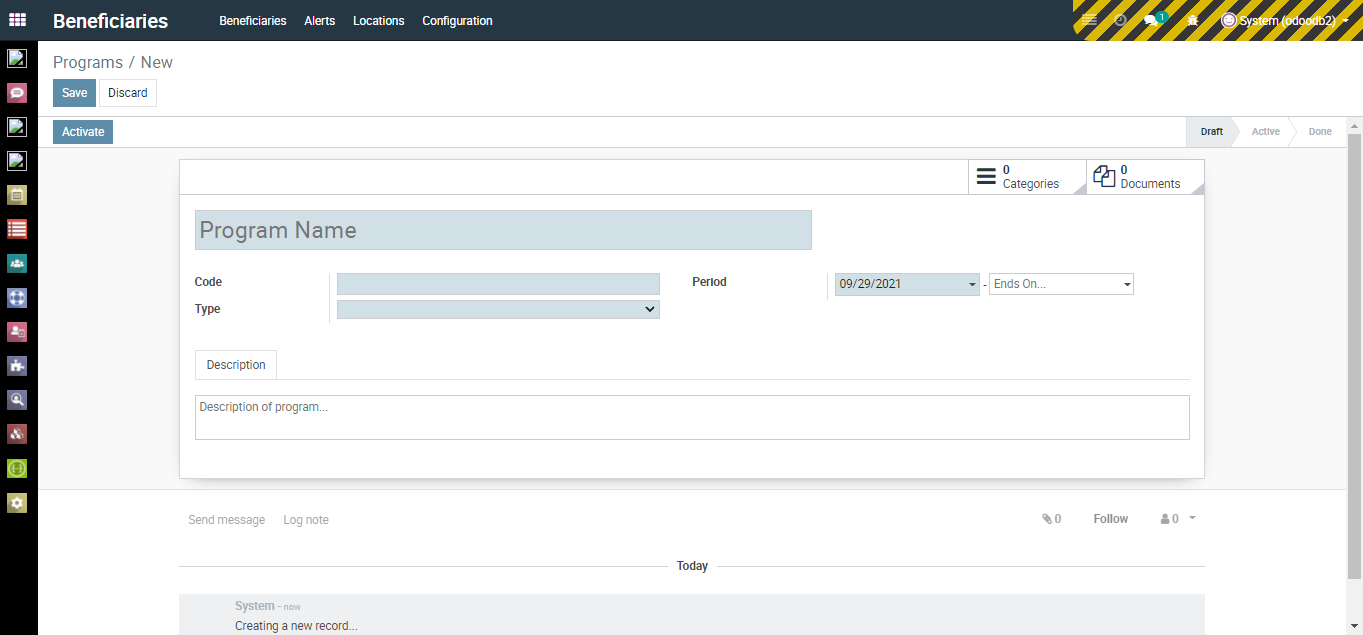 Beneficiaries Beneficiaries Alerts Locations Configuration 1 System (odoodb2)
Programs / New
Save Discard
Activate Draft Active Done
0
Categories
0
Documents
Program Name
Code Period 09/29/2021 - Ends On...
Type
Description
Description of program...
Send message Log note 0 Follow 0
Today
System - now
Creating a new record...